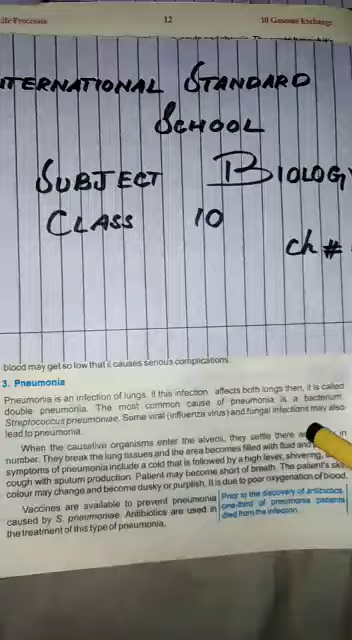 Life Processes 12 10 Gaseous Exchange
INTERNATIONAL STANDARD
SCHOOL
SUBJECT BIOLOGY
CLASS 10
Ch #
blood may get so low that it causes serious complications.
3. Pneumonia
Pneumonia is an infection of lungs. If this infection affects both lungs then, it is called
double pneumonia. The most common cause of pneumonia is a bacterium,
Streptococcus pneumoniae. Some viral (influenza virus) and fungal infections may also
lead to pneumonia.
When the causative organisms enter the alveoli, they settle there and in
number. They break the lung tissues and the area becomes filled with fluid and
symptoms of pneumonia include a cold that is followed by a high fever, shivering,
cough with sputum production. Patient may become short of breath. The patient's skin
colour may change and become dusky or purplish. It is due to poor oxygenation of blood.
Vaccines are available to prevent pneumonia
caused by S. pneumoniae. Antibiotics are used in
the treatment of this type of pneumonia.
Prior to the discovery of antibiotics,
one-third of pneumonia patients
died from the infection.